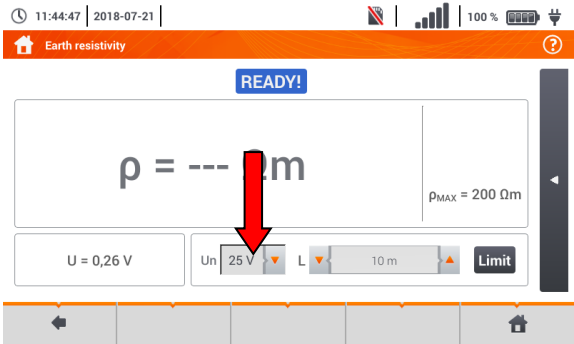 11:44:47 2018-07-21 100 %
Earth resistivity ?
READY!
ρ = --- Ωm
ρMAX = 200 Ωm
U = 0,26 V Un 25 V L 10 m Limit